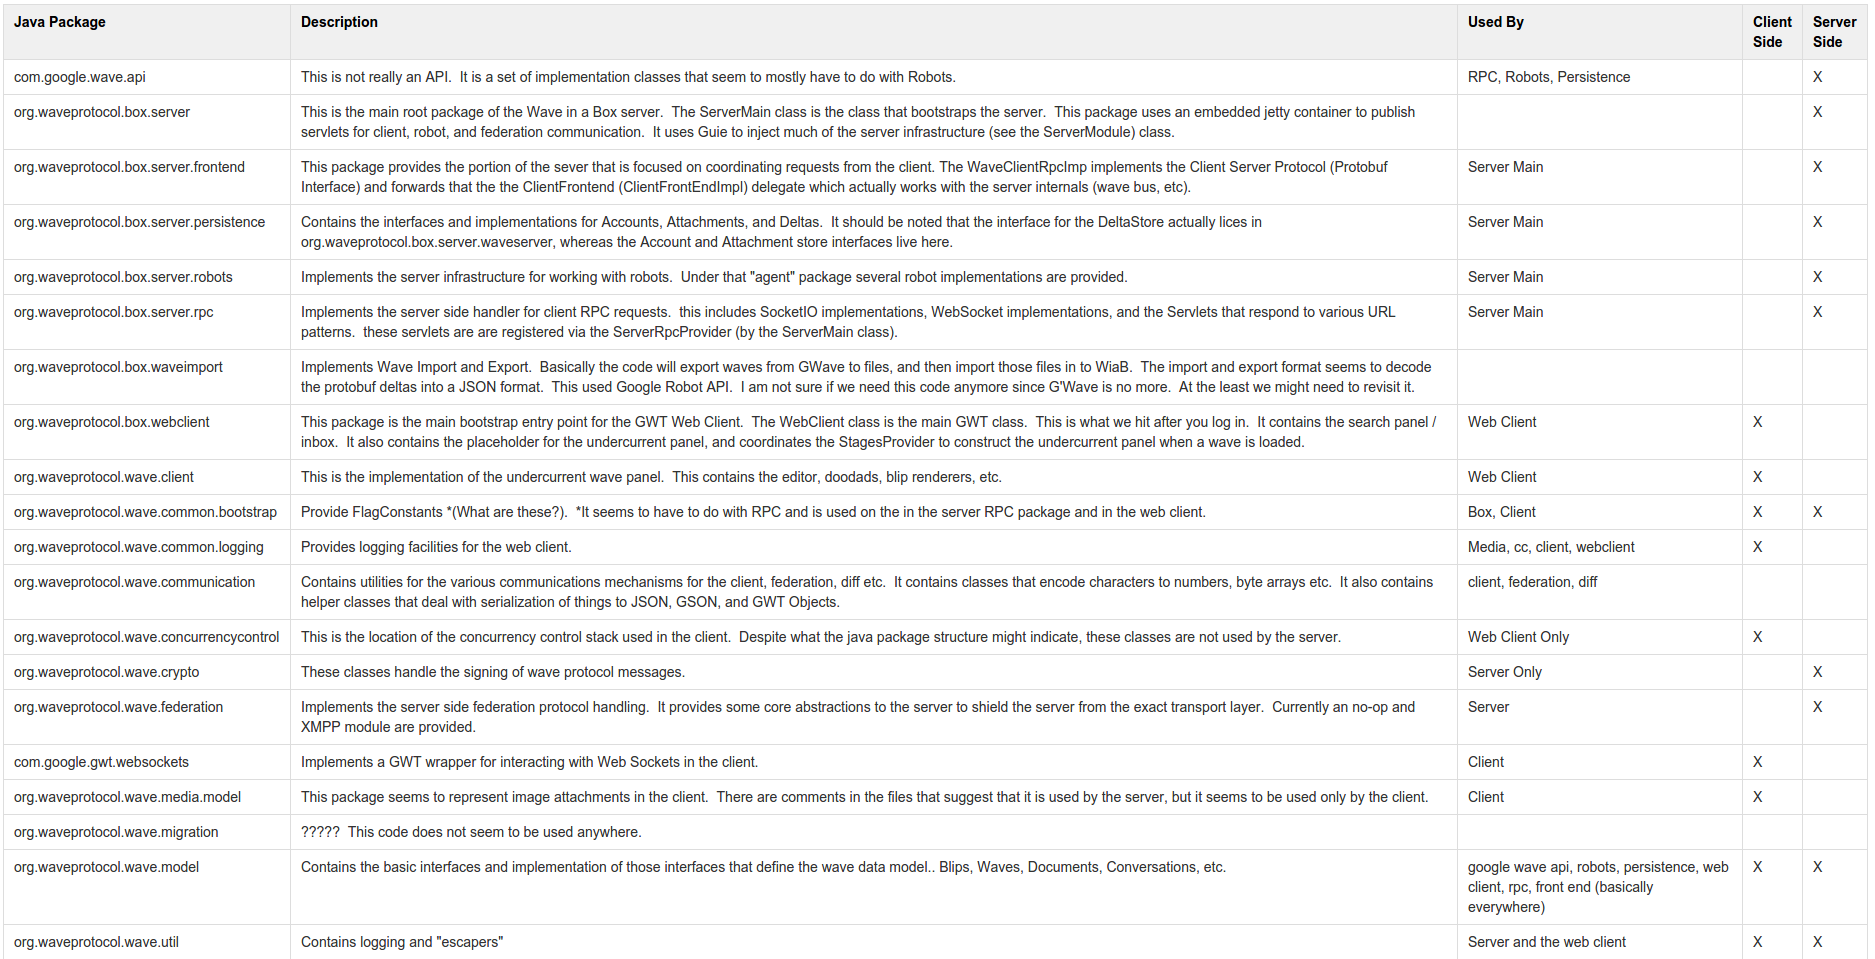 Java Package Description Used By Client Side Server Side
com.google.wave.api This is not really an API.  It is a set of implementation classes that seem to mostly have to do with Robots. RPC, Robots, Persistence X
org.waveprotocol.box.server This is the main root package of the Wave in a Box server.  The ServerMain class is the class that bootstraps the server.  This package uses an embedded jetty container to publish X
servlets for client, robot, and federation communication.  It uses Guie to inject much of the server infrastructure (see the ServerModule) class.
org.waveprotocol.box.server.frontend This package provides the portion of the sever that is focused on coordinating requests from the client. The WaveClientRpcImp implements the Client Server Protocol (Protobuf Server Main X
Interface) and forwards that the the ClientFrontend (ClientFrontEndImpl) delegate which actually works with the server internals (wave bus, etc).
org.waveprotocol.box.server.persistence Contains the interfaces and implementations for Accounts, Attachments, and Deltas.  It should be noted that the interface for the DeltaStore actually lices in Server Main X
org.waveprotocol.box.server.waveserver, whereas the Account and Attachment store interfaces live here.
org.waveprotocol.box.server.robots Implements the server infrastructure for working with robots.  Under that "agent" package several robot implementations are provided. Server Main X
org.waveprotocol.box.server.rpc Implements the server side handler for client RPC requests.  this includes SocketIO implementations, WebSocket implementations, and the Servlets that respond to various URL Server Main X
patterns.  these servlets are are registered via the ServerRpcProvider (by the ServerMain class).
org.waveprotocol.box.waveimport Implements Wave Import and Export.  Basically the code will export waves from GWave to files, and then import those files in to WiaB.  The import and export format seems to decode
the protobuf deltas into a JSON format.  This used Google Robot API.  I am not sure if we need this code anymore since G'Wave is no more.  At the least we might need to revisit it.
org.waveprotocol.box.webclient This package is the main bootstrap entry point for the GWT Web Client.  The WebClient class is the main GWT class.  This is what we hit after you log in.  It contains the search panel / Web Client X
inbox.  It also contains the placeholder for the undercurrent panel, and coordinates the StagesProvider to construct the undercurrent panel when a wave is loaded.
org.waveprotocol.wave.client This is the implementation of the undercurrent wave panel.  This contains the editor, doodads, blip renderers, etc. Web Client X
org.waveprotocol.wave.common.bootstrap Provide FlagConstants *(What are these?).  *It seems to have to do with RPC and is used on the in the server RPC package and in the web client. Box, Client X X
org.waveprotocol.wave.common.logging Provides logging facilities for the web client. Media, cc, client, webclient X
org.waveprotocol.wave.communication Contains utilities for the various communications mechanisms for the client, federation, diff etc.  It contains classes that encode characters to numbers, byte arrays etc.  It also contains client, federation, diff
helper classes that deal with serialization of things to JSON, GSON, and GWT Objects.
org.waveprotocol.wave.concurrencycontrol This is the location of the concurrency control stack used in the client.  Despite what the java package structure might indicate, these classes are not used by the server. Web Client Only X
org.waveprotocol.wave.crypto These classes handle the signing of wave protocol messages. Server Only X
org.waveprotocol.wave.federation Implements the server side federation protocol handling.  It provides some core abstractions to the server to shield the server from the exact transport layer.  Currently an no-op and Server X
XMPP module are provided.
com.google.gwt.websockets Implements a GWT wrapper for interacting with Web Sockets in the client. Client X
org.waveprotocol.wave.media.model This package seems to represent image attachments in the client.  There are comments in the files that suggest that it is used by the server, but it seems to be used only by the client. Client X
org.waveprotocol.wave.migration ?????  This code does not seem to be used anywhere.
org.waveprotocol.wave.model Contains the basic interfaces and implementation of those interfaces that define the wave data model.. Blips, Waves, Documents, Conversations, etc. google wave api, robots, persistence, web X X
client, rpc, front end (basically
everywhere)
org.waveprotocol.wave.util Contains logging and "escapers" Server and the web client X X